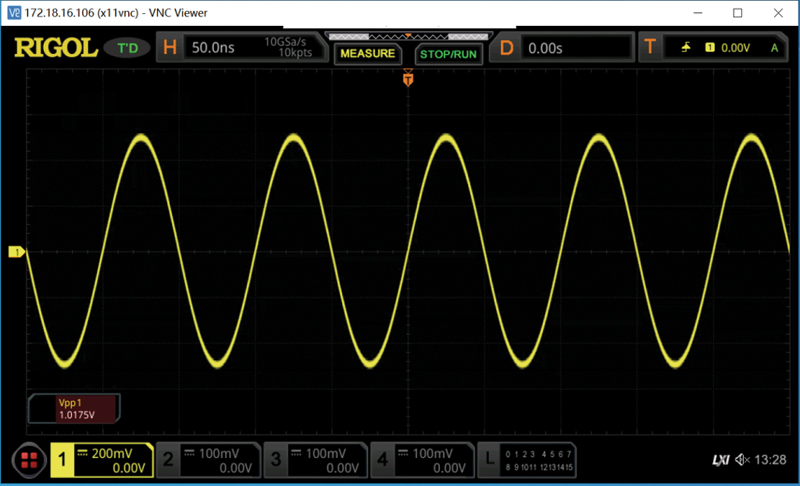 V2 172.18.16.106 (x11vnc) - VNC Viewer
RIGOL T'D H 50.0ns 10GSa/s 10kpts MEASURE STOP/RUN D 0.00s T 1 0.00V A
T
1
Vpp1
1.0175V
1 200mV 0.00V 2 100mV 0.00V 3 100mV 0.00V 4 100mV 0.00V L 0 1 2 3 4 5 6 7
8 9 10 11 12 13 14 15
LXI 13:28